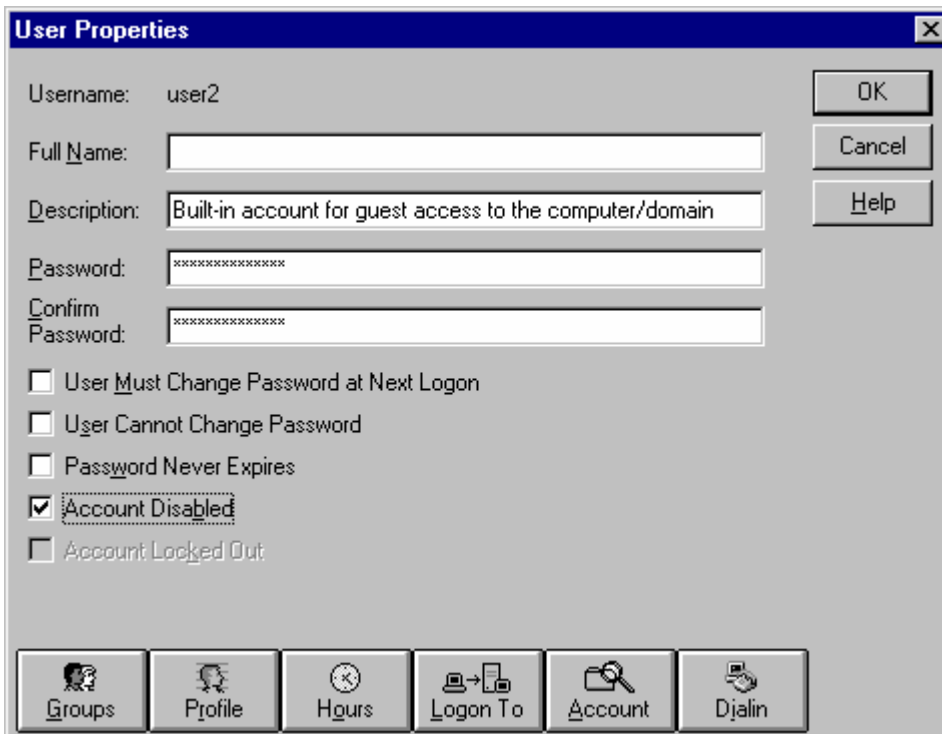 User Properties
Username: user2
OK
Full Name:
Cancel
Description: Built-in account for guest access to the computer/domain
Help
Password: **************
Confirm
Password: **************
User Must Change Password at Next Logon
User Cannot Change Password
Password Never Expires
Account Disabled
Account Locked Out
Groups Profile Hours Logon To Account Dialin